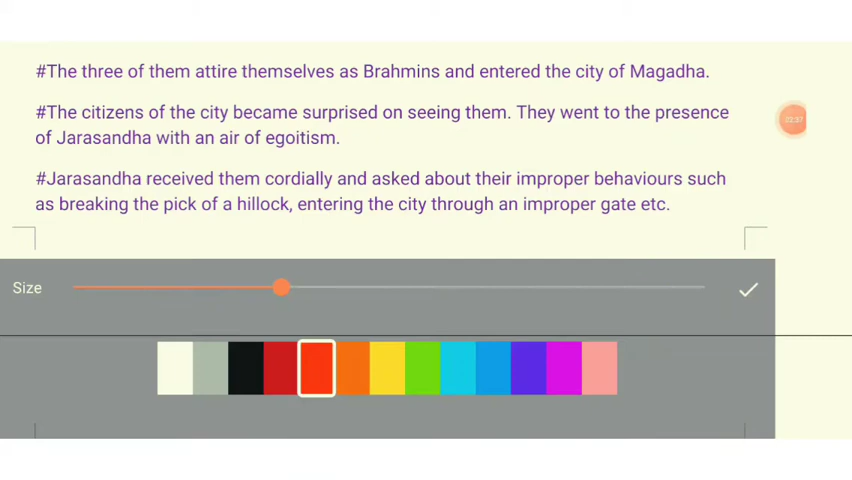 #The three of them attire themselves as Brahmins and entered the city of Magadha.
#The citizens of the city became surprised on seeing them. They went to the presence
of Jarasandha with an air of egoitism.
#Jarasandha received them cordially and asked about their improper behaviours such
as breaking the pick of a hillock, entering the city through an improper gate etc.
Size